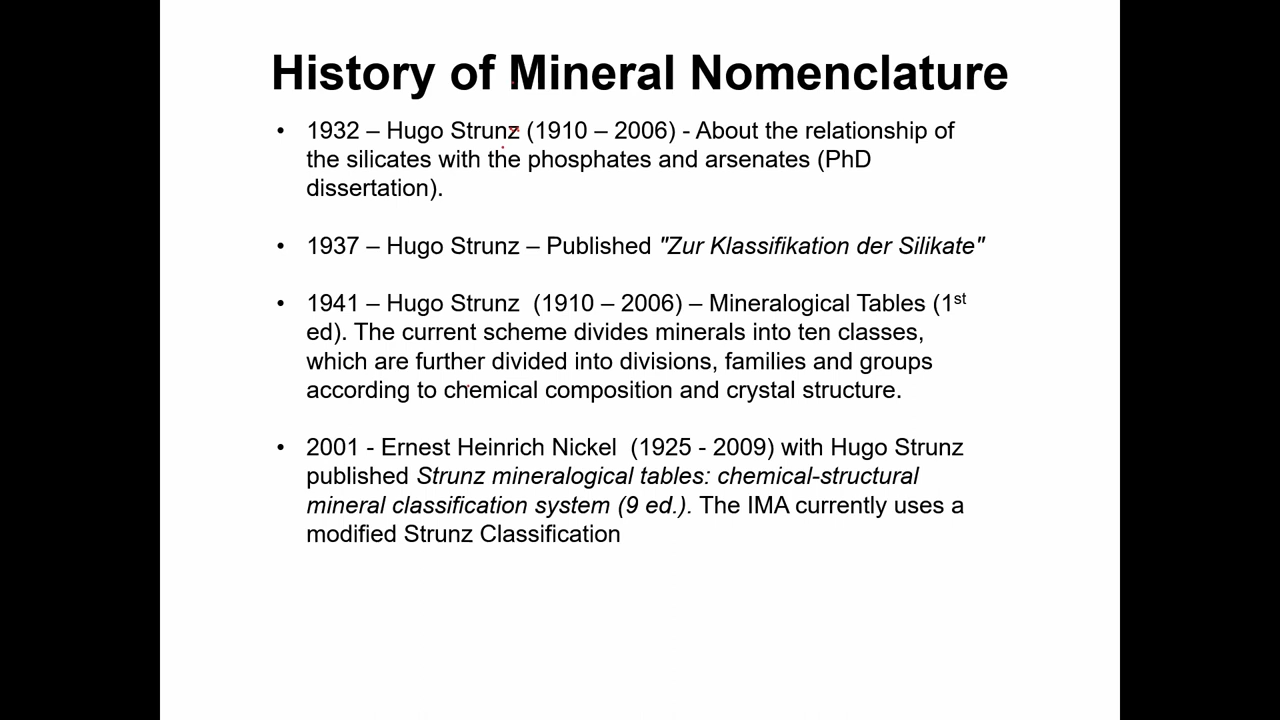 History of Mineral Nomenclature
• 1932 – Hugo Strunz (1910 – 2006) - About the relationship of
the silicates with the phosphates and arsenates (PhD
dissertation).
• 1937 – Hugo Strunz – Published "Zur Klassifikation der Silikate"
• 1941 – Hugo Strunz  (1910 – 2006) – Mineralogical Tables (1st
ed). The current scheme divides minerals into ten classes,
which are further divided into divisions, families and groups
according to chemical composition and crystal structure.
• 2001 - Ernest Heinrich Nickel  (1925 - 2009) with Hugo Strunz
published Strunz mineralogical tables: chemical-structural
mineral classification system (9 ed.). The IMA currently uses a
modified Strunz Classification